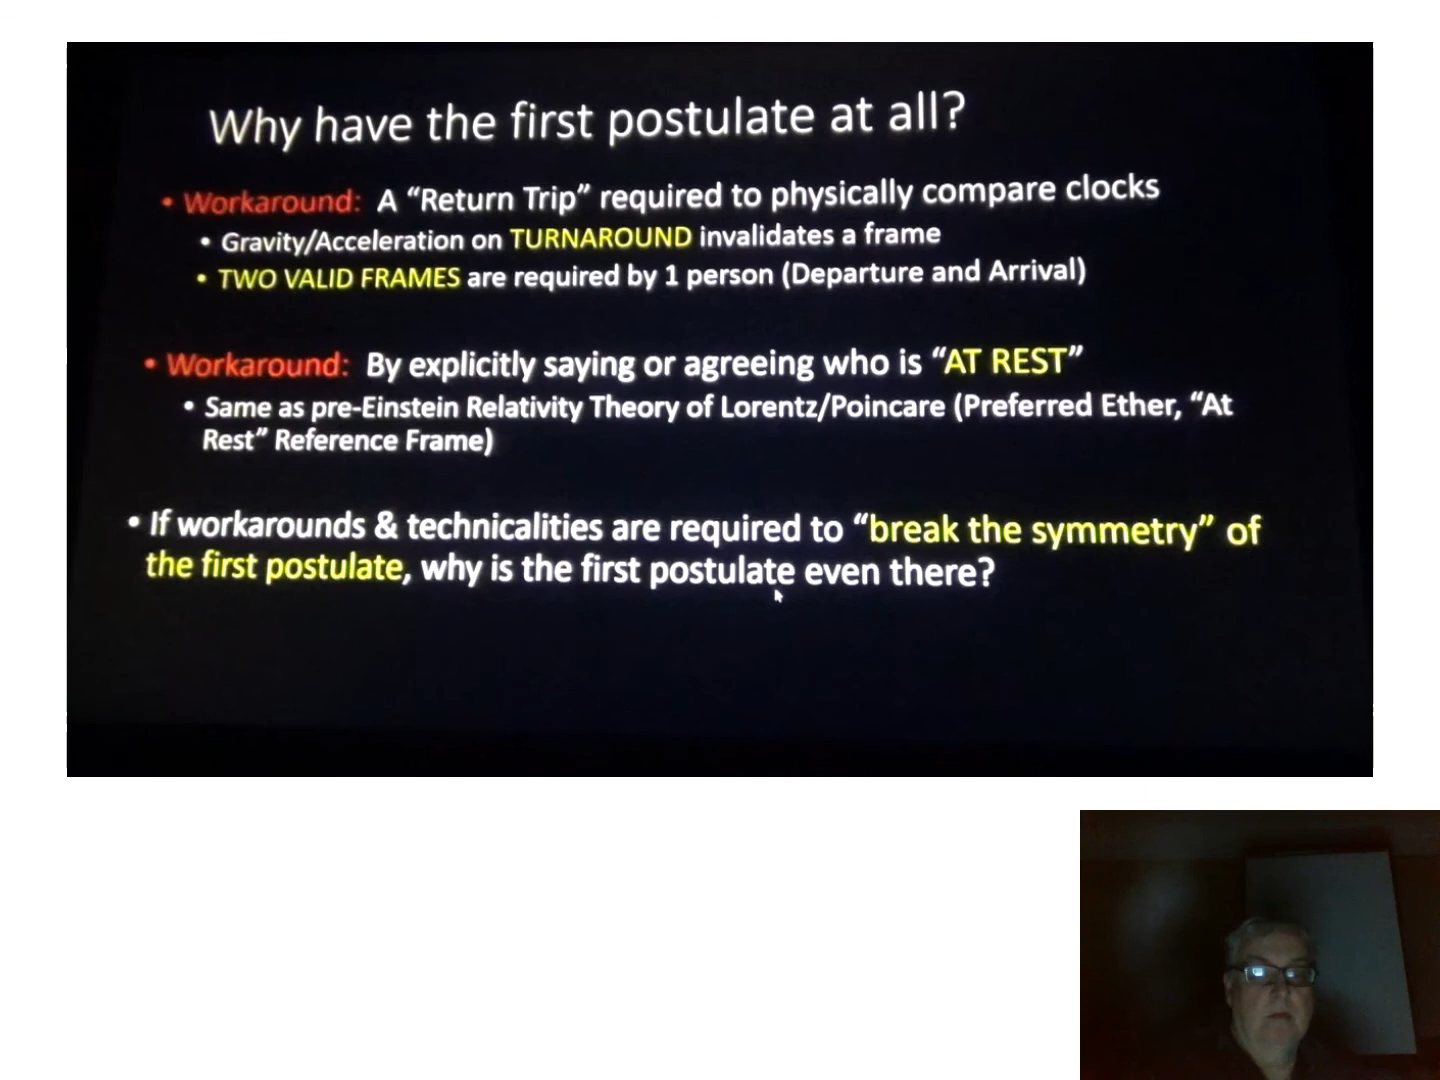 Why have the first postulate at all?
• Workaround: A “Return Trip” required to physically compare clocks
• Gravity/Acceleration on TURNAROUND invalidates a frame
• TWO VALID FRAMES are required by 1 person (Departure and Arrival)
• Workaround: By explicitly saying or agreeing who is “AT REST”
• Same as pre-Einstein Relativity Theory of Lorentz/Poincare (Preferred Ether, “At
Rest” Reference Frame)
• If workarounds & technicalities are required to “break the symmetry” of
the first postulate, why is the first postulate even there?